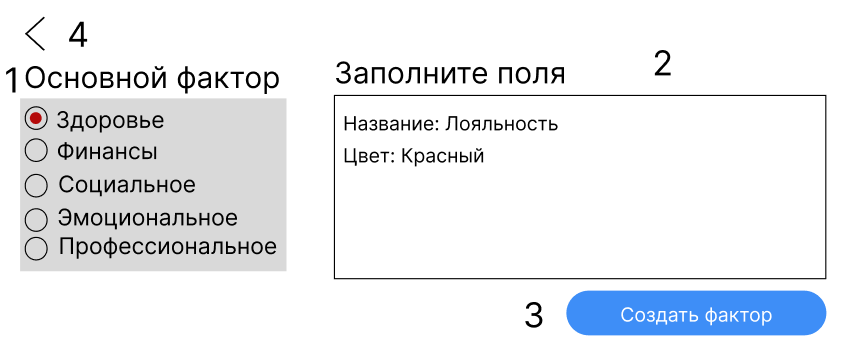 4
1 Основной фактор
Здоровье
Финансы
Социальное
Эмоциональное
Профессиональное
2
Заполните поля
Название: Лояльность
Цвет: Красный
3
Создать фактор